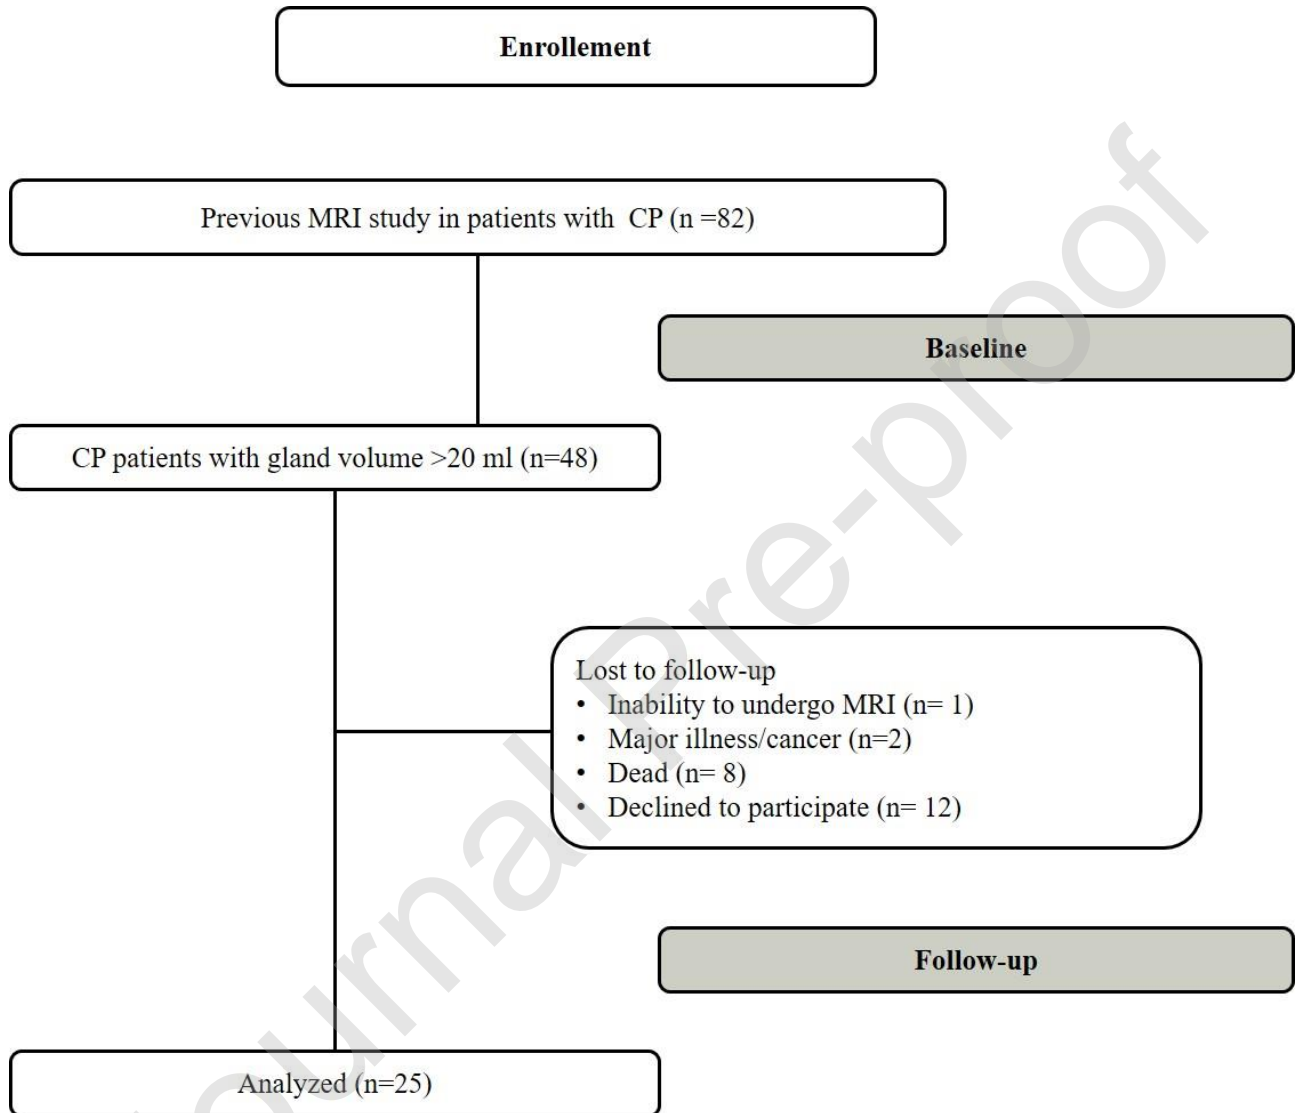 Enrollement
Previous MRI study in patients with CP (n =82)
Baseline
CP patients with gland volume >20 ml (n=48)
Lost to follow-up
• Inability to undergo MRI (n= 1)
• Major illness/cancer (n=2)
• Dead (n= 8)
• Declined to participate (n= 12)
Follow-up
Analyzed (n=25)
Journal Pre-proof